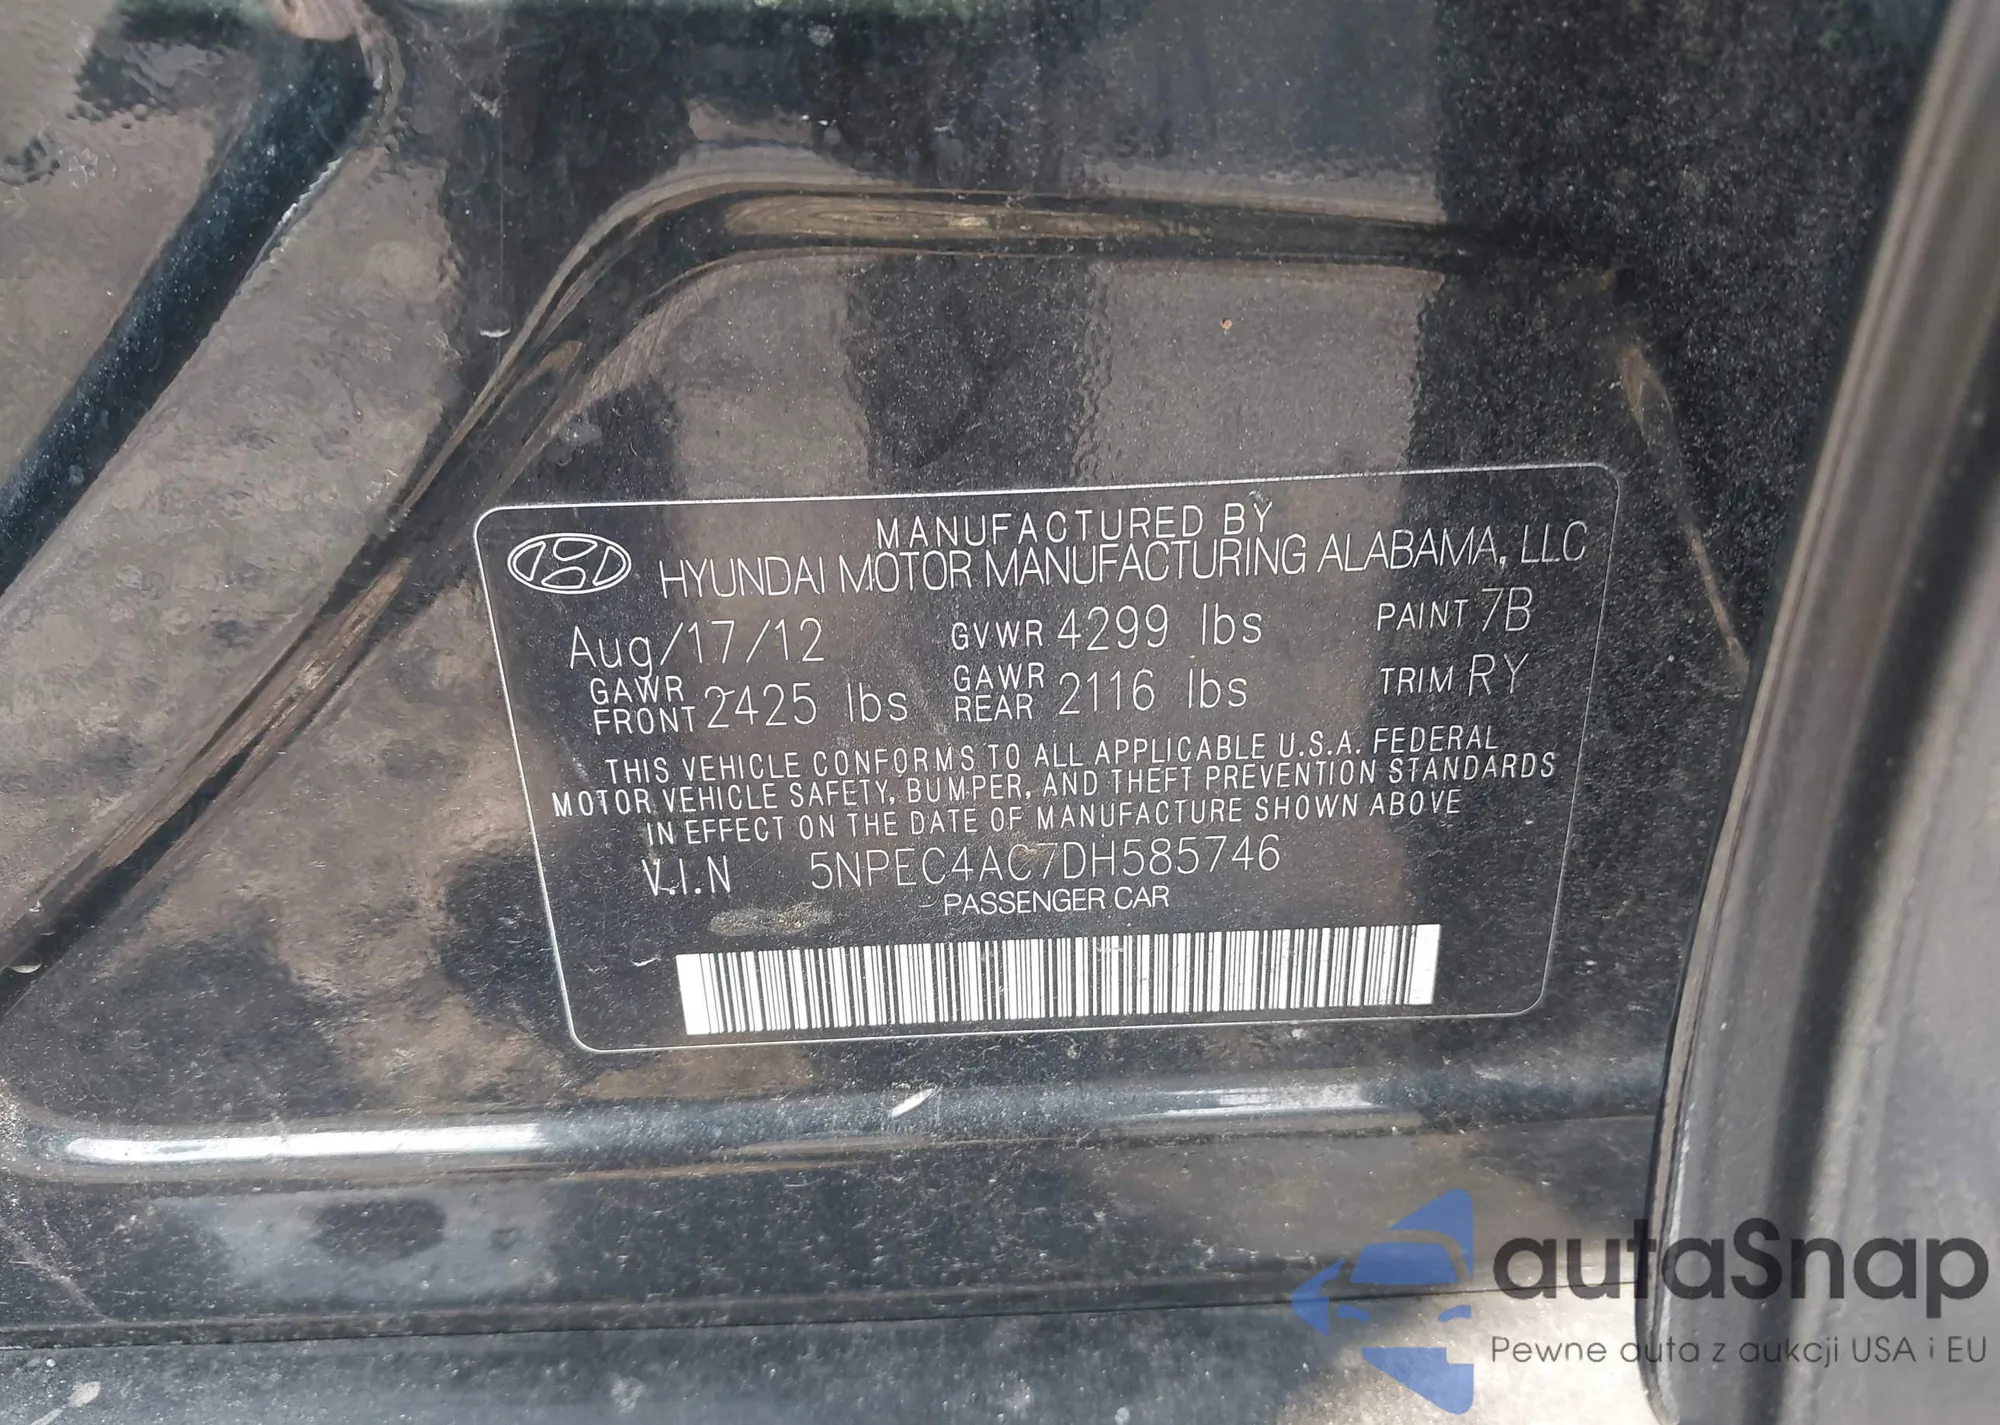 MANUFACTURED BY
HYUNDAI MOTOR MANUFACTURING ALABAMA, LLC
Aug/17/12 GVWR 4299 lbs PAINT 7B
GAWR FRONT 2425 lbs GAWR REAR 2116 lbs TRIM RY
THIS VEHICLE CONFORMS TO ALL APPLICABLE U.S.A. FEDERAL
MOTOR VEHICLE SAFETY, BUMPER, AND THEFT PREVENTION STANDARDS
IN EFFECT ON THE DATE OF MANUFACTURE SHOWN ABOVE
V.I.N 5NPEC4AC7DH585746
PASSENGER CAR
autaSnap
Pewne auta z aukcji USA i EU